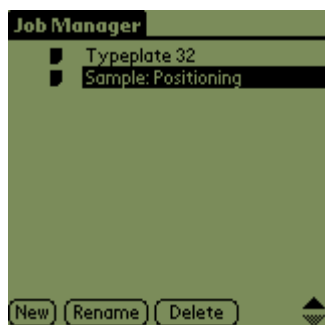 Job Manager
Typeplate 32
Sample: Positioning
New Rename Delete